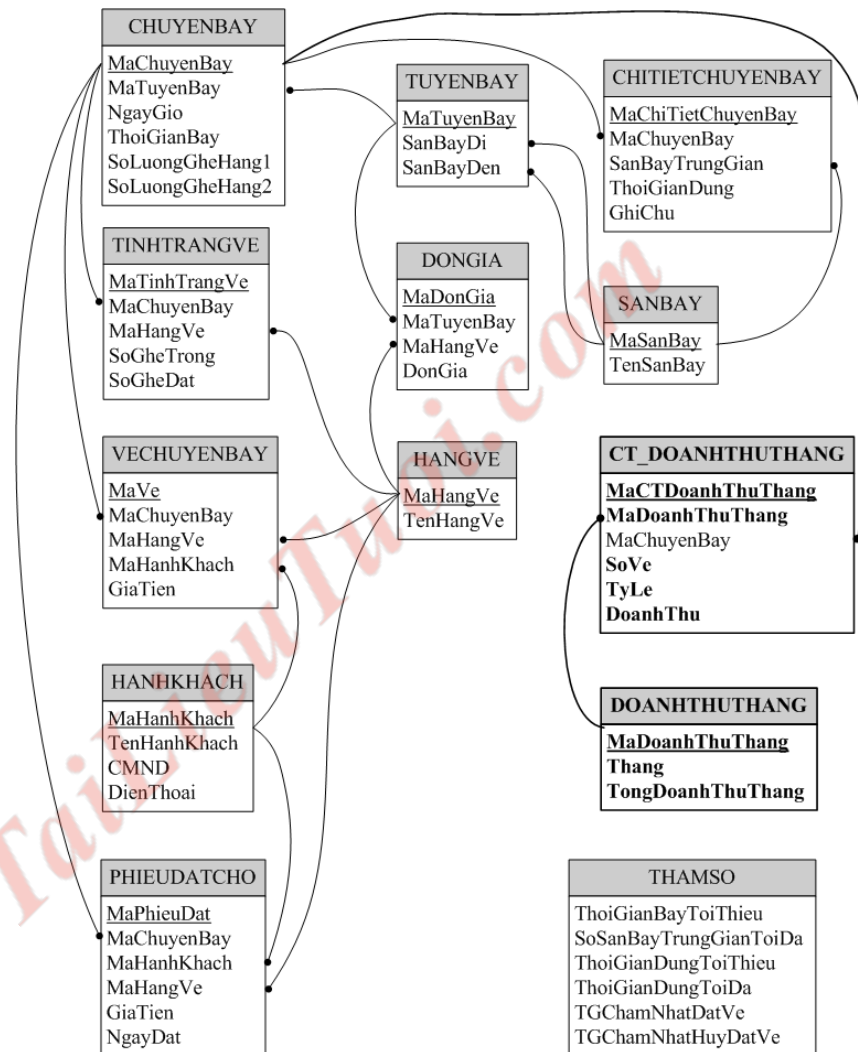 CHUYENBAY
MaChuyenBay
MaTuyenBay
NgayGio
ThoiGianBay
SoLuongGheHang1
SoLuongGheHang2
TUYENBAY
MaTuyenBay
SanBayDi
SanBayDen
CHITIETCHUYENBAY
MaChiTietChuyenBay
MaChuyenBay
SanBayTrungGian
ThoiGianDung
GhiChu
TINHTRANGVE
MaTinhTrangVe
MaChuyenBay
MaHangVe
SoGheTrong
SoGheDat
DONGIA
MaDonGia
MaTuyenBay
MaHangVe
DonGia
SANBAY
MaSanBay
TenSanBay
VECHUYENBAY
MaVe
MaChuyenBay
MaHangVe
MaHanhKhach
GiaTien
HANGVE
MaHangVe
TenHangVe
CT_DOANHTHUTHANG
MaCTDoanhThuThang
MaDoanhThuThang
MaChuyenBay
SoVe
TyLe
DoanhThu
HANHKHACH
MaHanhKhach
TenHanhKhach
CMND
DienThoai
DOANHTHUTHANG
MaDoanhThuThang
Thang
TongDoanhThuThang
PHIEUDATCHO
MaPhieuDat
MaChuyenBay
MaHanhKhach
MaHangVe
GiaTien
NgayDat
THAMSO
ThoiGianBayToiThieu
SoSanBayTrungGianToiDa
ThoiGianDungToiThieu
ThoiGianDungToiDa
TGChamNhatDatVe
TGChamNhatHuyDatVe
TaiLieuTuoi.com